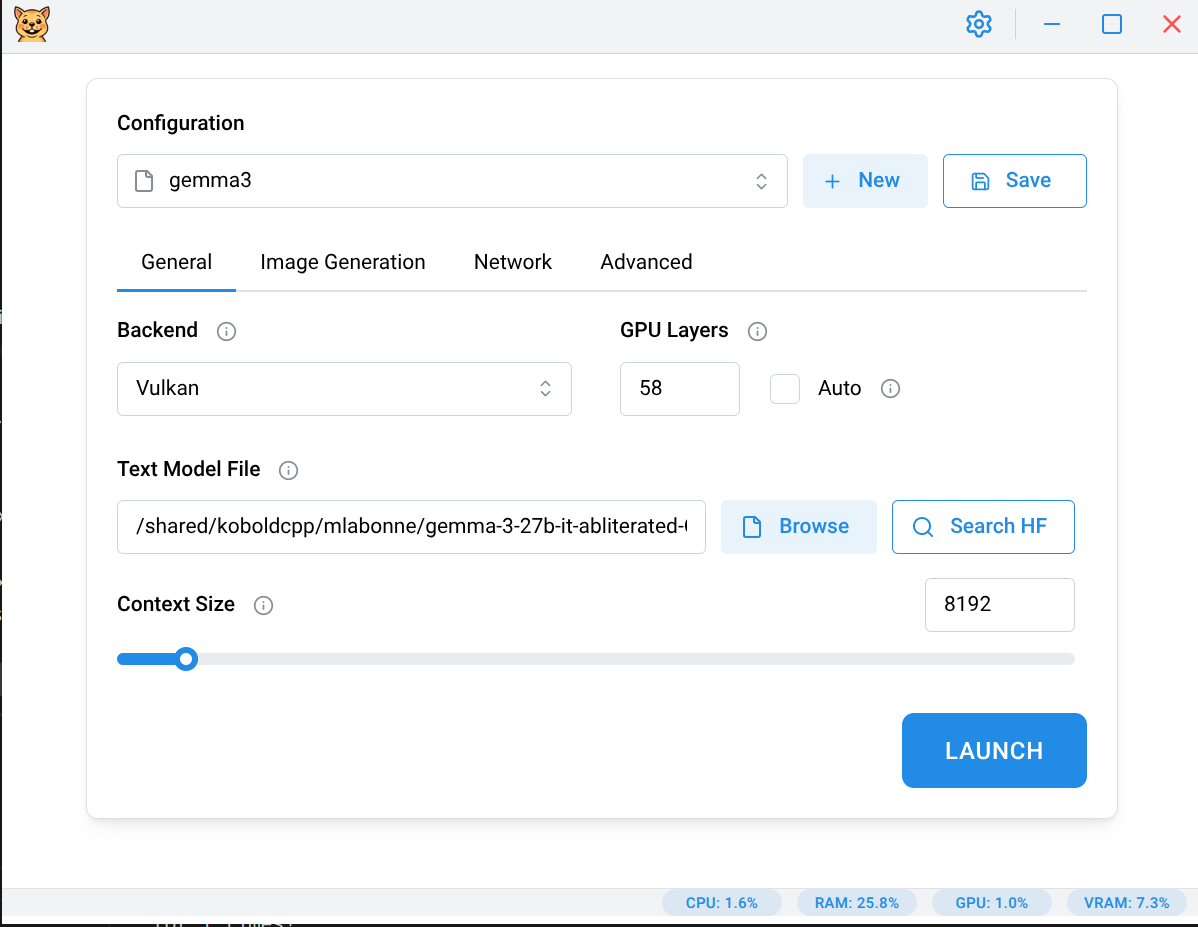 Configuration
gemma3
New
Save
General Image Generation Network Advanced
Backend
GPU Layers
Vulkan
58
Auto
Text Model File
/shared/koboldcpp/mlabonne/gemma-3-27b-it-abliterated-
Browse
Search HF
Context Size
8192
LAUNCH
CPU: 1.6% RAM: 25.8% GPU: 1.0% VRAM: 7.3%